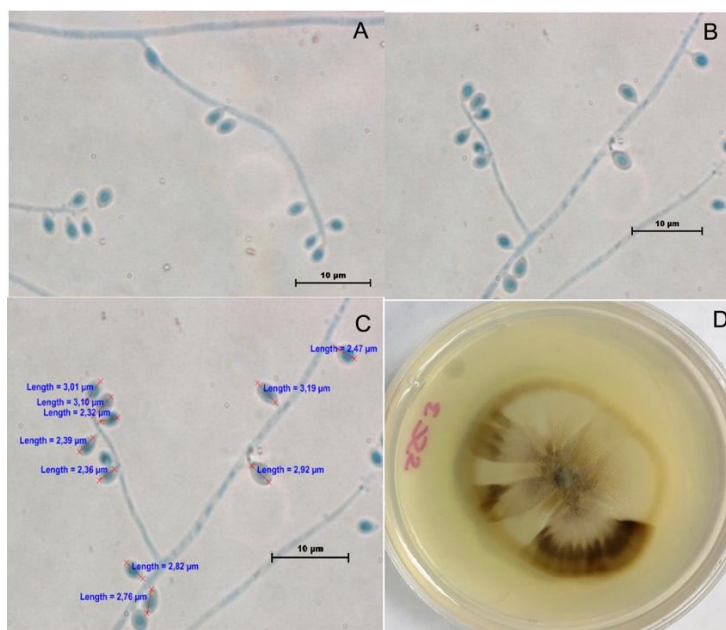 A
10 µm
B
10 µm
C
Length = 2,47 µm
Length = 3,01 µm
Length = 3,19 µm
Length = 3,10 µm
Length = 2,32 µm
Length = 2,39 µm
Length = 2,36 µm
Length = 2,92 µm
10 µm
Length = 2,82 µm
Length = 2,76 µm
D